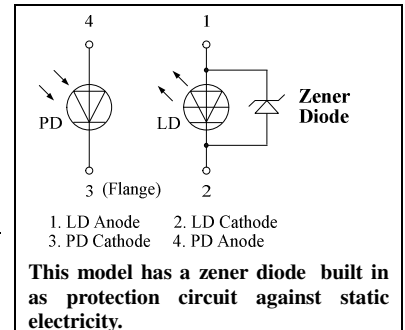 4 1
PD LD Zener
Diode
3 (Flange) 2
1. LD Anode 2. LD Cathode
3. PD Cathode 4. PD Anode
This model has a zener diode built in
as protection circuit against static
electricity.